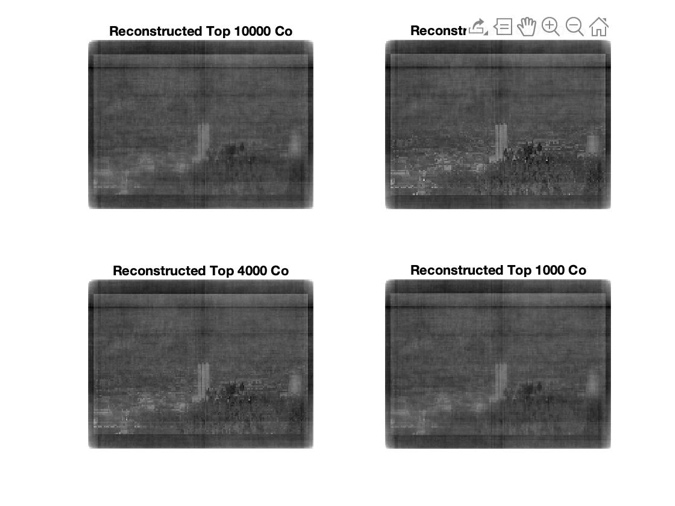 Reconstructed Top 10000 Co
Reconstr
Reconstructed Top 4000 Co
Reconstructed Top 1000 Co